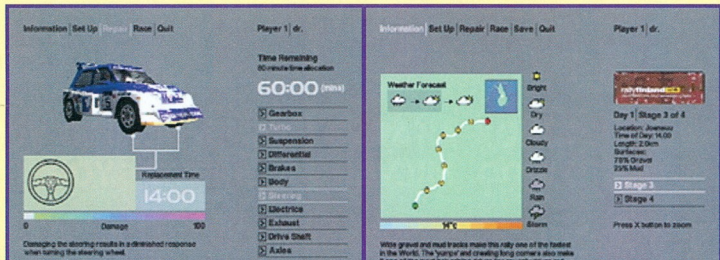 Information | Set Up | Repair | Race | Quit
Player 1 | dr.
Time Remaining
60 minute time allocation
60:00 (mins)
Gearbox
Turbo
Suspension
Differential
Brakes
Body
Steering
Electrics
Exhaust
Drive Shaft
Axles
Replacement Time
14:00
0 Damage 100
Damaging the steering results in a diminished response
when turning the steering wheel.
Information | Set Up | Repair | Race | Save | Quit
Player 1 | dr.
Weather Forecast
Bright
Dry
Cloudy
Drizzle
Rain
Storm
14°c
rallyfinland
Day 1 | Stage 3 of 4
Location: Joensuu
Time of Day: 14.00
Length: 2.0km
Surfaces:
75% Gravel
25% Mud
Stage 3
Stage 4
Press X button to zoom
Wide gravel and mud tracks make this rally one of the fastest
in the World. The 'yumps' and creating long corners also make